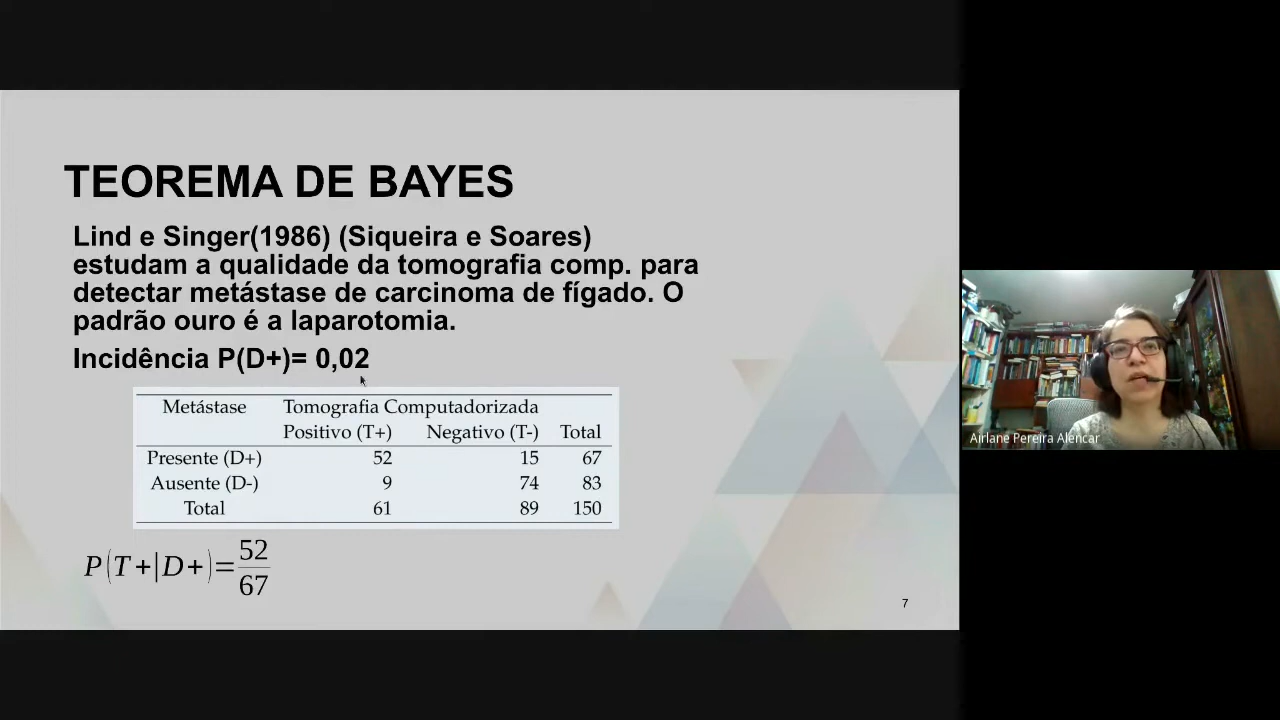 TEOREMA DE BAYES
Lind e Singer(1986) (Siqueira e Soares)
estudam a qualidade da tomografia comp. para
detectar metástase de carcinoma de fígado. O
padrão ouro é a laparotomia.
Incidência P(D+)= 0,02
Metástase Tomografia Computadorizada
Positivo (T+) Negativo (T-) Total
Presente (D+) 52 15 67
Ausente (D-) 9 74 83
Total 61 89 150
P(T+|D+)=52/67
7
Airlane Pereira Alencar